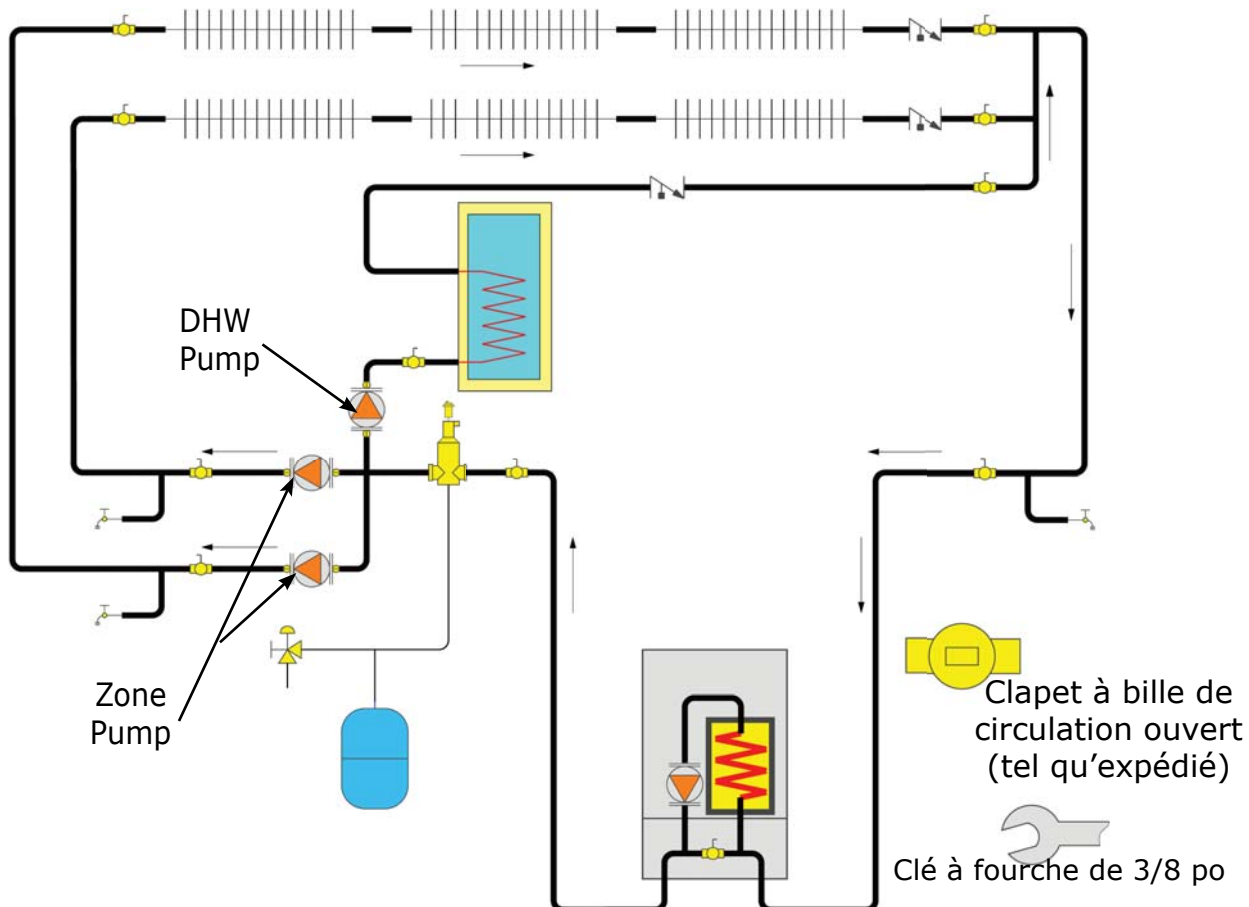 DHW
Pump
Zone
Pump
Clapet à bille de
circulation ouvert
(tel qu’expédié)
Clé à fourche de 3/8 po